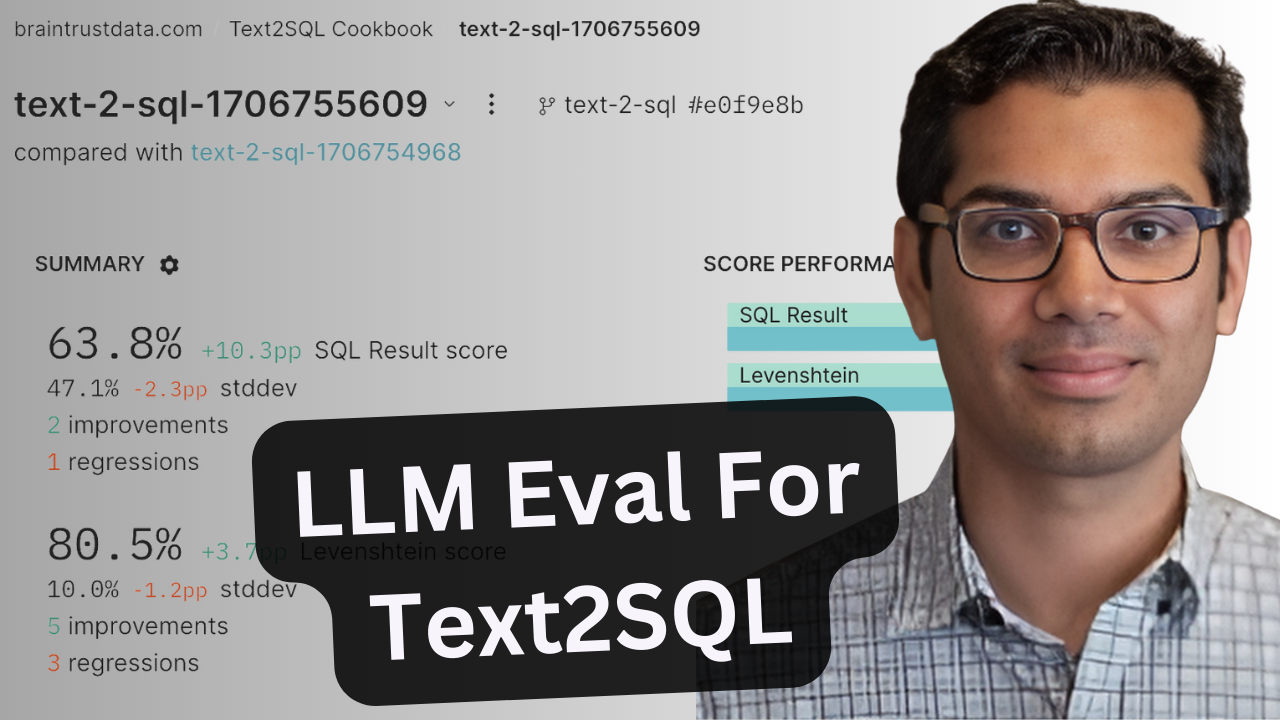 braintrustdata.com / Text2SQL Cookbook text-2-sql-1706755609
text-2-sql-1706755609 text-2-sql #e0f9e8b
compared with text-2-sql-1706754968
SUMMARY
SCORE PERFORMA
63.8% +10.3pp SQL Result score
47.1% -2.3pp stddev
2 improvements
1 regressions
SQL Result
Levenshtein
80.5% +3.7pp Levenshtein score
10.0% -1.2pp stddev
5 improvements
3 regressions
LLM Eval For
Text2SQL